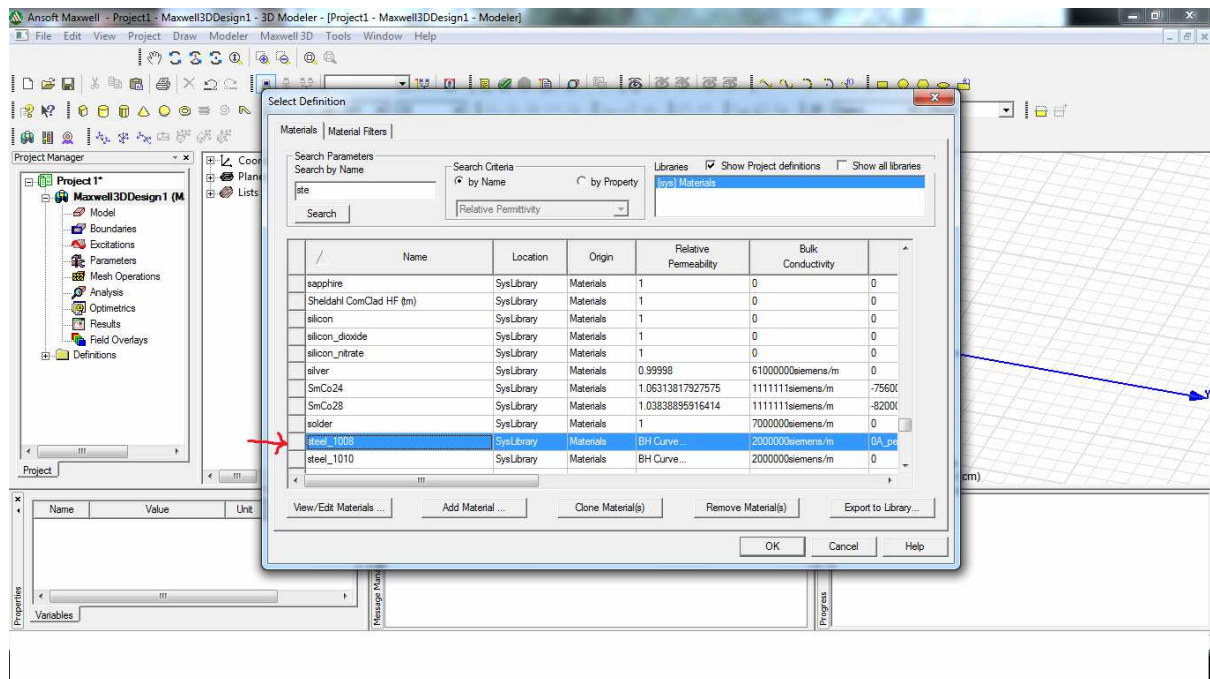 Ansoft Maxwell - Project1 - Maxwell3DDesign1 - 3D Modeler - [Project1 - Maxwell3DDesign1 - Modeler]
File Edit View Project Draw Modeler Maxwell 3D Tools Window Help
Select Definition
Materials Material Filters
Project Manager
Project1*
Maxwell3DDesign1 (M
Model
Boundaries
Excitations
Parameters
Mesh Operations
Analysis
Optimetrics
Results
Field Overlays
Definitions
Project
Coor
Plane
Lists
Search Parameters
Search by Name
ste
Search
Search Criteria
by Name by Property
Relative Permittivity
Libraries Show Project definitions Show all libraries
[sys] Materials
/ Name Location Origin Relative Permeability Bulk Conductivity
sapphire SysLibrary Materials 1 0 0
Sheldahl ComClad HF (tm) SysLibrary Materials 1 0 0
silicon SysLibrary Materials 1 0 0
silicon_dioxide SysLibrary Materials 1 0 0
silicon_nitrate SysLibrary Materials 1 0 0
silver SysLibrary Materials 0.99998 61000000siemens/m 0
SmCo24 SysLibrary Materials 1.06313817927575 1111111siemens/m -75600
SmCo28 SysLibrary Materials 1.03838895916414 1111111siemens/m -82000
solder SysLibrary Materials 1 7000000siemens/m 0
steel_1008 SysLibrary Materials BH Curve... 2000000siemens/m 0A_pe
steel_1010 SysLibrary Materials BH Curve... 2000000siemens/m 0
View/Edit Materials ... Add Material ... Clone Material(s) Remove Material(s) Export to Library...
OK Cancel Help
cm)
Name Value Unit
Variables
Properties
Message Mana
Progress